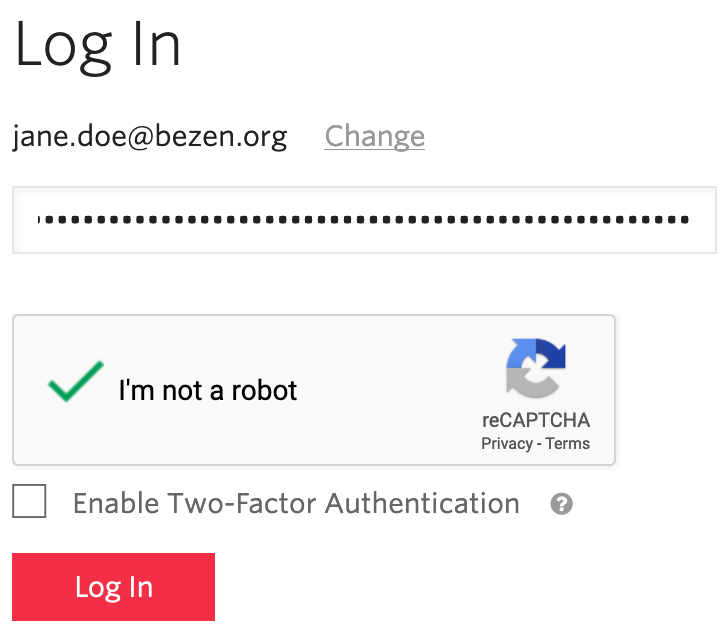 Log In
jane.doe@bezen.org Change
I'm not a robot
reCAPTCHA
Privacy - Terms
Enable Two-Factor Authentication ?
Log In